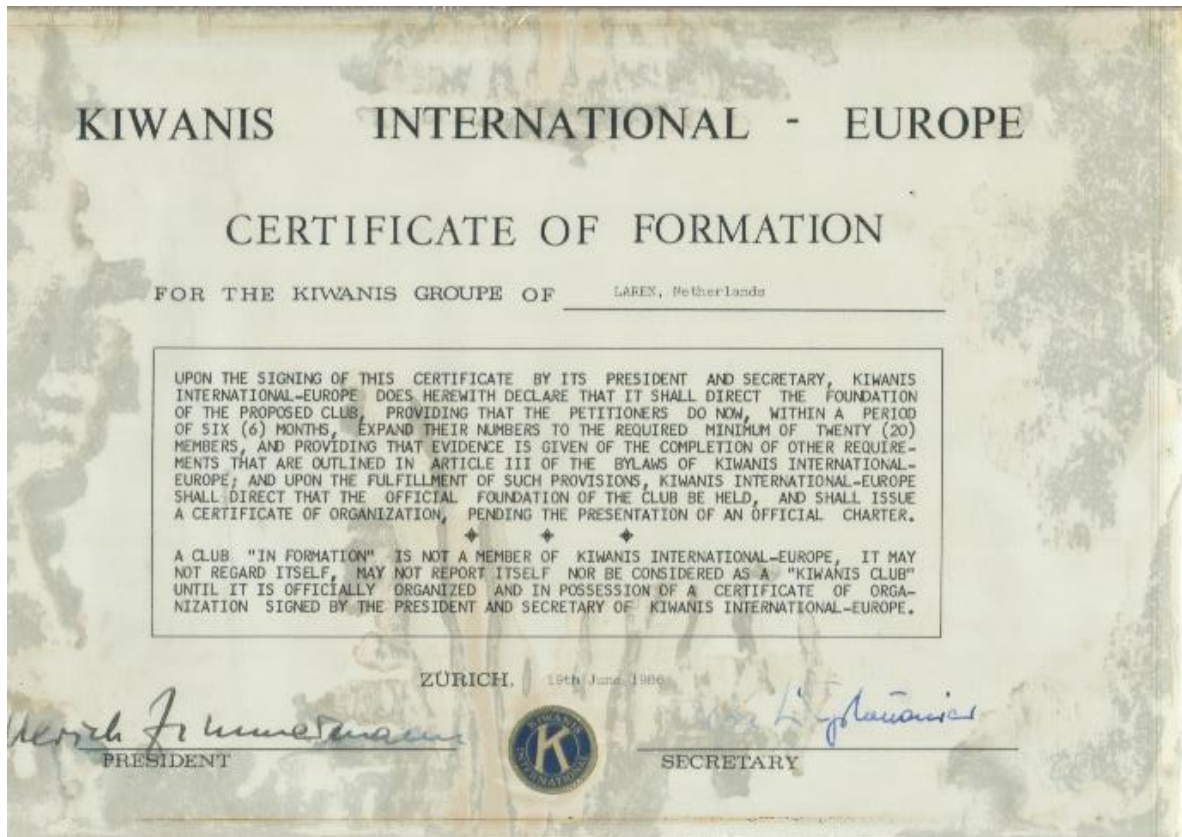 KIWANIS INTERNATIONAL - EUROPE
CERTIFICATE OF FORMATION
FOR THE KIWANIS GROUPE OF LAREN, Netherlands
UPON THE SIGNING OF THIS CERTIFICATE BY ITS PRESIDENT AND SECRETARY, KIWANIS
INTERNATIONAL-EUROPE DOES HEREWITH DECLARE THAT IT SHALL DIRECT THE FOUNDATION
OF THE PROPOSED CLUB, PROVIDING THAT THE PETITIONERS DO NOW, WITHIN A PERIOD
OF SIX (6) MONTHS, EXPAND THEIR NUMBERS TO THE REQUIRED MINIMUM OF TWENTY (20)
MEMBERS, AND PROVIDING THAT EVIDENCE IS GIVEN OF THE COMPLETION OF OTHER REQUIRE-
MENTS THAT ARE OUTLINED IN ARTICLE III OF THE BYLAWS OF KIWANIS INTERNATIONAL-
EUROPE; AND UPON THE FULFILLMENT OF SUCH PROVISIONS, KIWANIS INTERNATIONAL-EUROPE
SHALL DIRECT THAT THE OFFICIAL FOUNDATION OF THE CLUB BE HELD, AND SHALL ISSUE
A CERTIFICATE OF ORGANIZATION, PENDING THE PRESENTATION OF AN OFFICIAL CHARTER.
A CLUB "IN FORMATION" IS NOT A MEMBER OF KIWANIS INTERNATIONAL-EUROPE, IT MAY
NOT REGARD ITSELF, MAY NOT REPORT ITSELF NOR BE CONSIDERED AS A "KIWANIS CLUB"
UNTIL IT IS OFFICIALLY ORGANIZED AND IN POSSESSION OF A CERTIFICATE OF ORGA-
NIZATION SIGNED BY THE PRESIDENT AND SECRETARY OF KIWANIS INTERNATIONAL-EUROPE.
ZÜRICH, 19th June 1986
Zimmermann
PRESIDENT
KIWANIS
K
INTERNATIONAL
SECRETARY